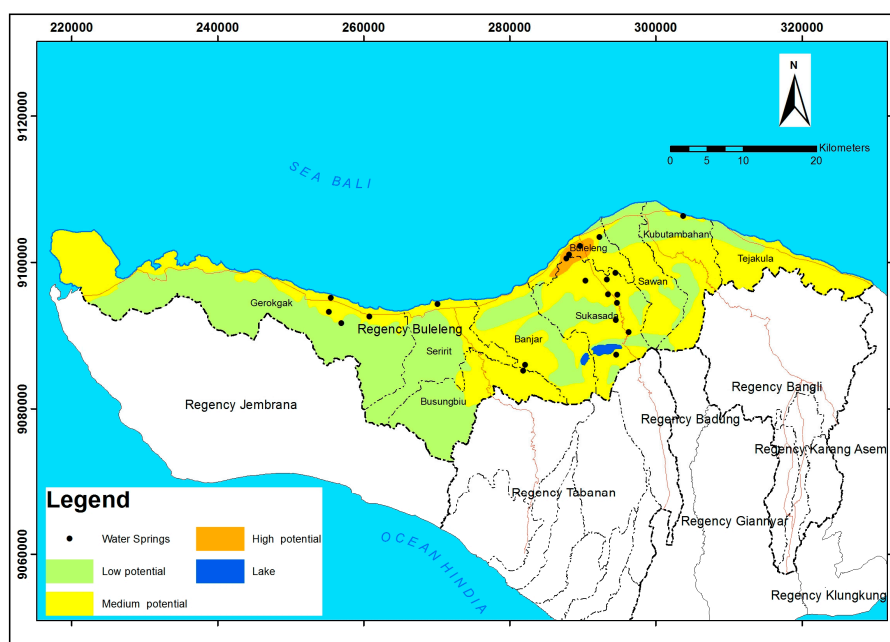 220000 240000 260000 280000 300000 320000
9120000
9100000
9080000
9060000
N
Kilometers
0 5 10 20
SEA BALI
Kubutambahan
Buleleng
Tejakula
Sawan
Gerokgak
Sukasada
Regency Buleleng
Banjar
Seririt
Busungbiu
Regency Jembrana
Regency Bangli
Regency Badung
Regency Karang Asem
Regency Tabanan
Regency Giannyar
Regency Klungkung
OCEAN HINDIA
Legend
Water Springs
High potential
Low potential
Lake
Medium potential